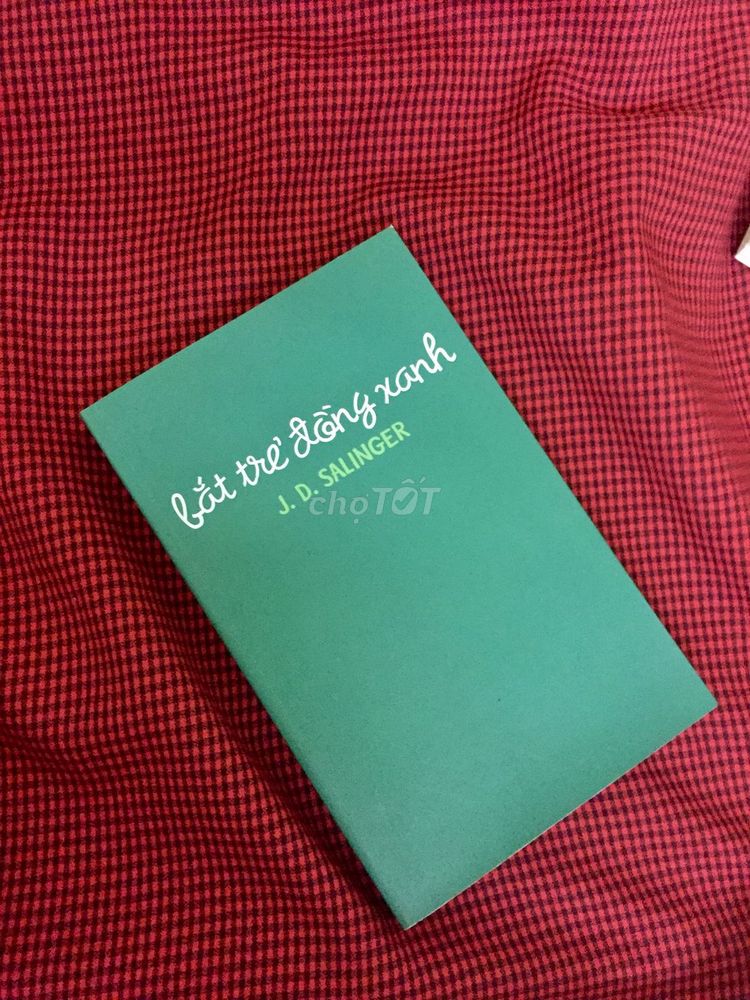 bắt trẻ đồng xanh
J. D. SALINGER
chợTỐT